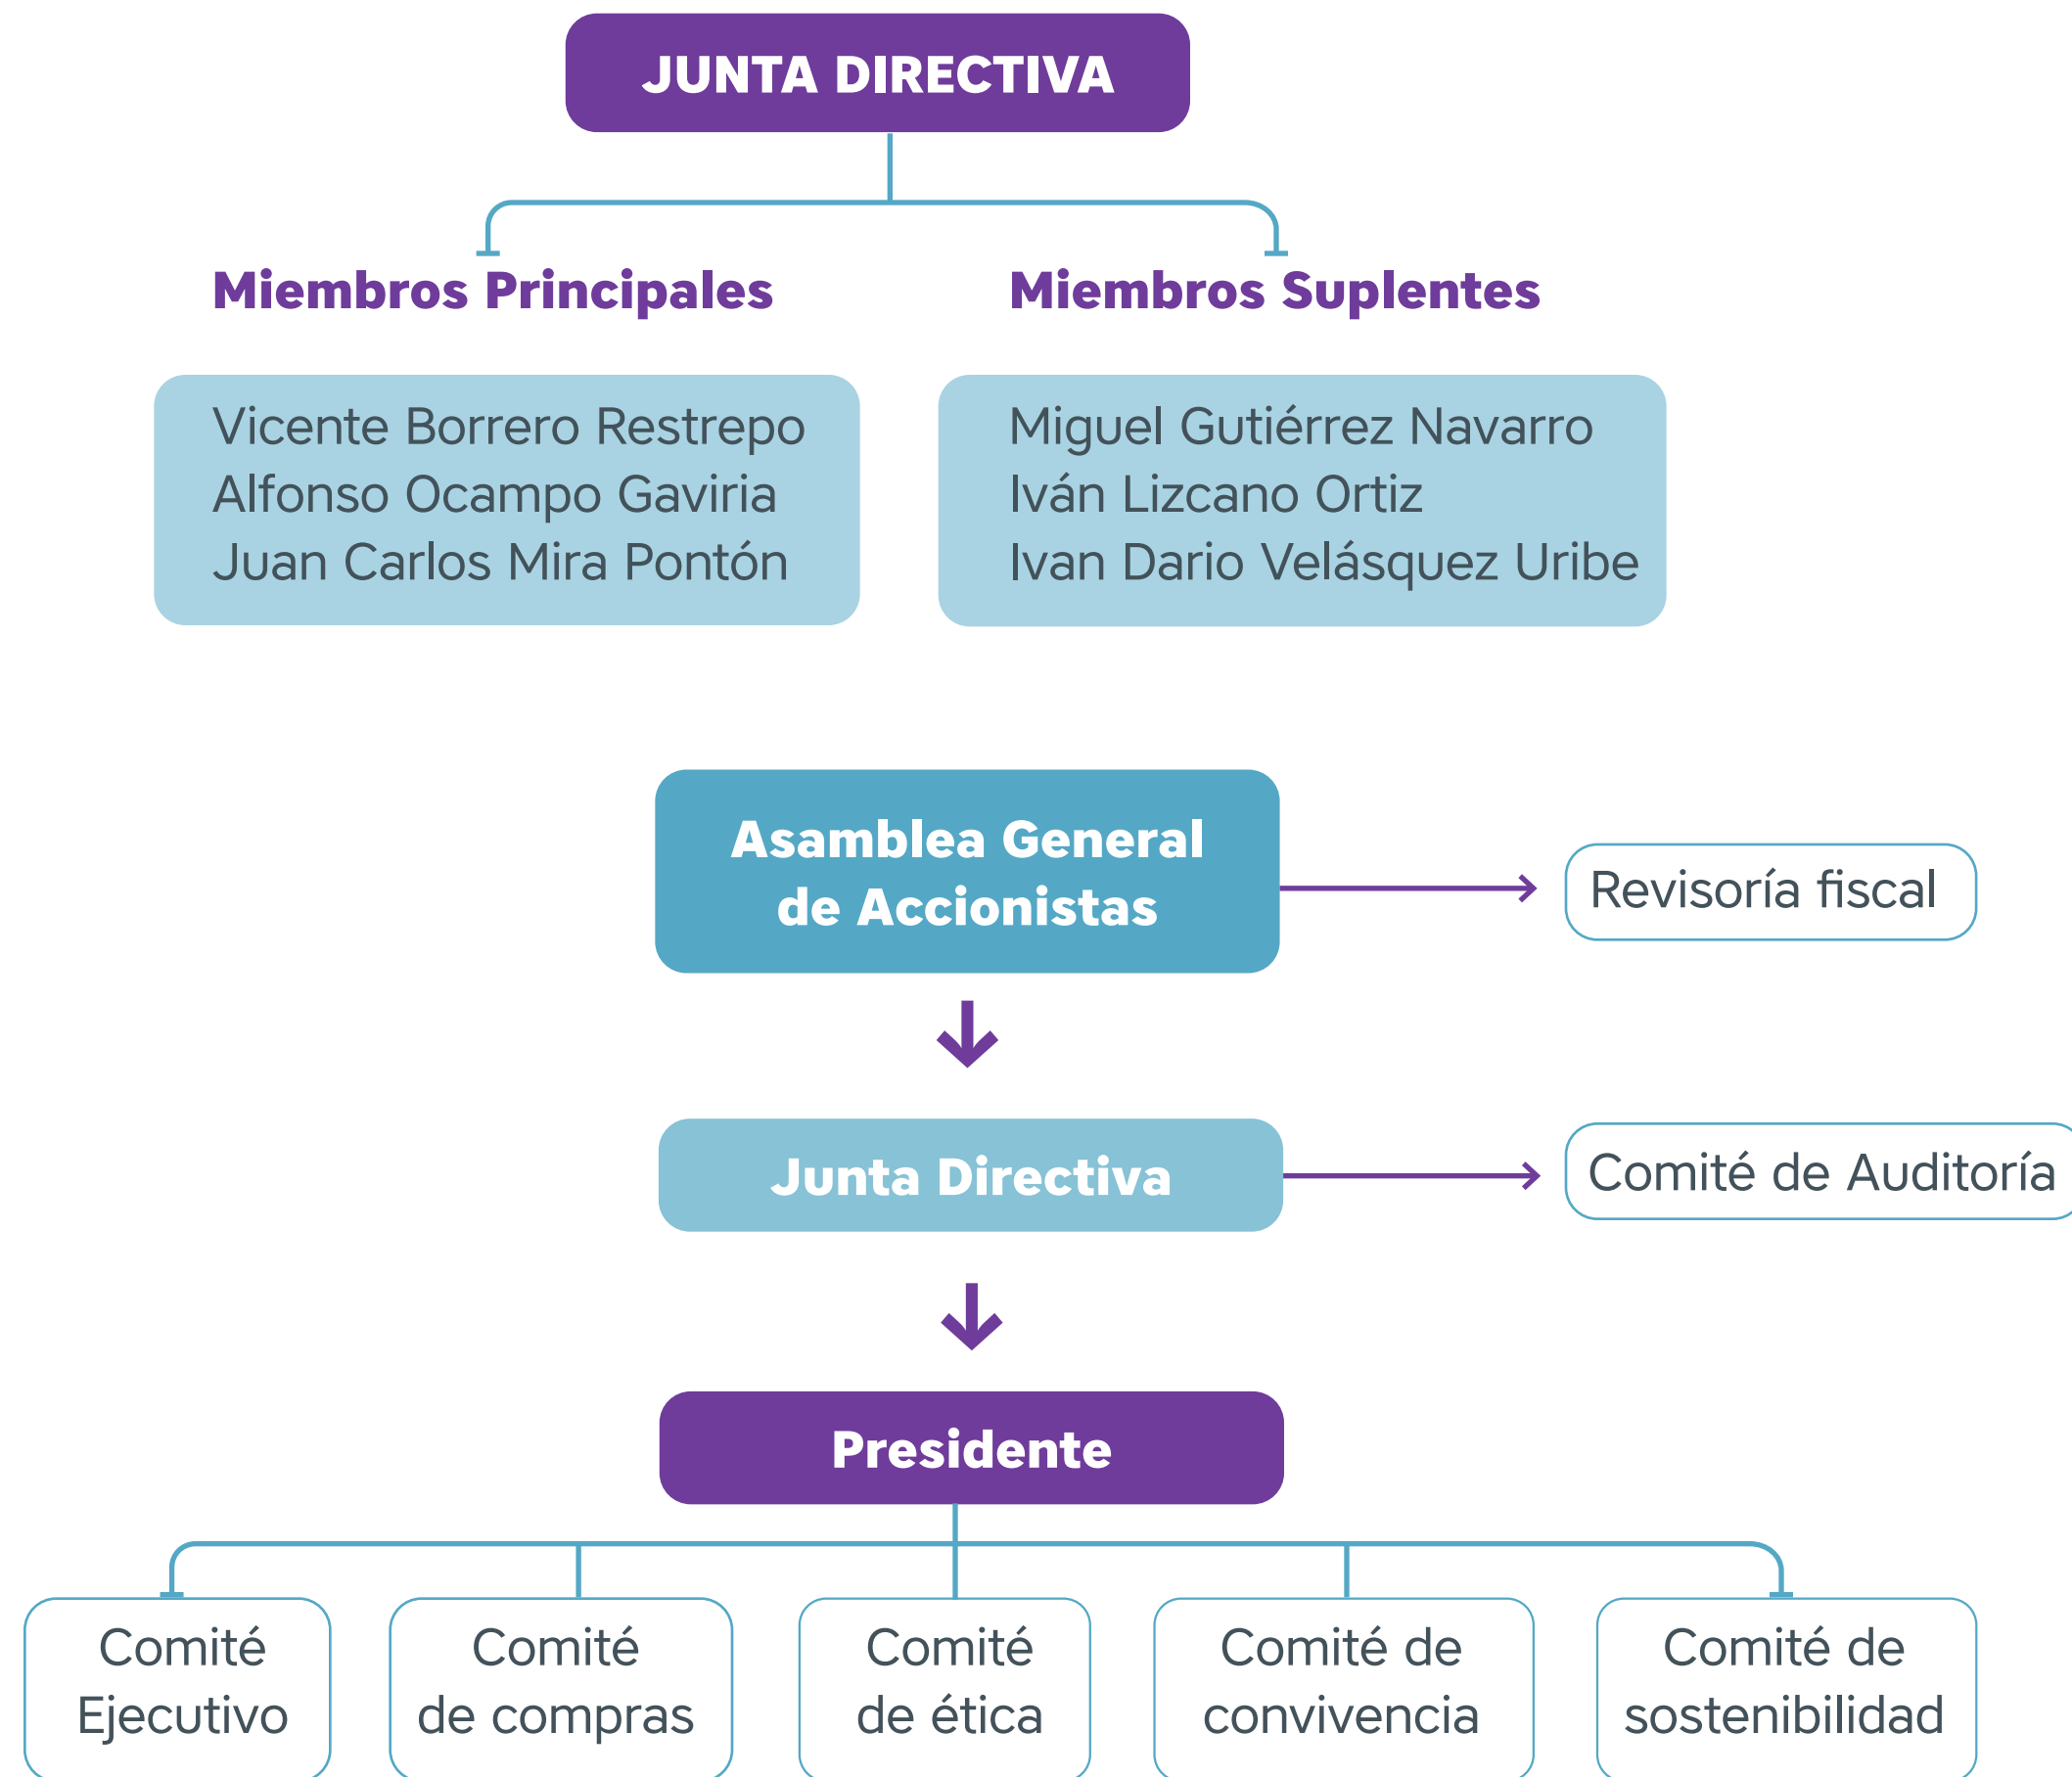 JUNTA DIRECTIVA
Miembros Principales
Vicente Borrero Restrepo
Alfonso Ocampo Gaviria
Juan Carlos Mira Pontón
Miembros Suplentes
Miguel Gutiérrez Navarro
Iván Lizcano Ortiz
Ivan Dario Velásquez Uribe
Asamblea General
de Accionistas
Revisoría fiscal
Junta Directiva
Comité de Auditoría
Presidente
Comité
Ejecutivo
Comité
de compras
Comité
de ética
Comité de
convivencia
Comité de
sostenibilidad